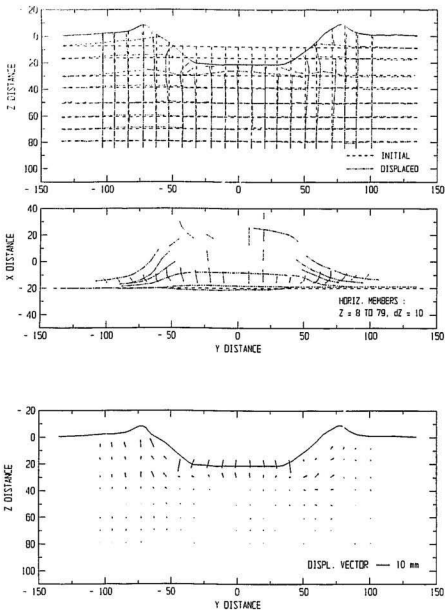 - 20
0
20
40
60
80
100
Z DISTANCE
---- INITIAL
-·-·- DISPLACED
- 150 - 100 - 50 0 50 100 150
- 40
- 20
0
20
40
X DISTANCE
HORIZ. MEMBERS :
Z = 8 TO 79, dZ = 10
- 150 - 100 - 50 0 50 100 150
Y DISTANCE
- 20
0
20
40
60
80
100
Z DISTANCE
DISPL. VECTOR — 10 mm
- 150 - 100 - 50 0 50 100 150
Y DISTANCE